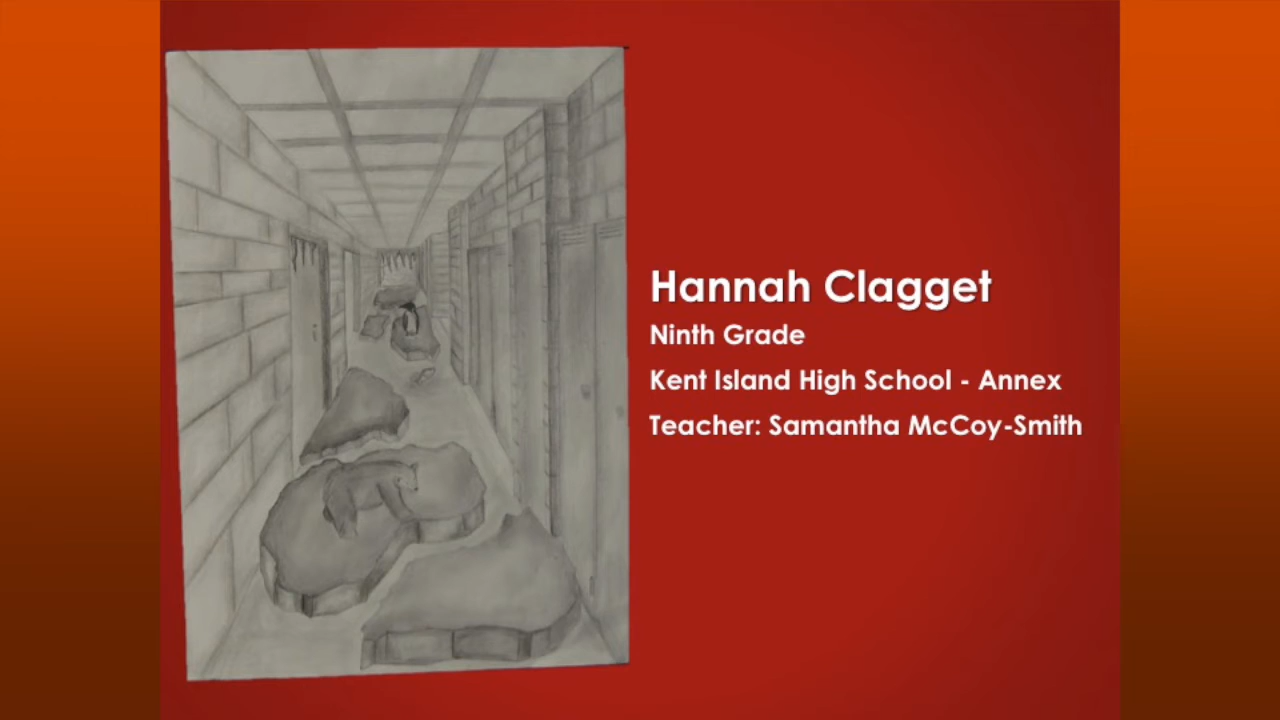 Hannah Clagget
Ninth Grade
Kent Island High School - Annex
Teacher: Samantha McCoy-Smith